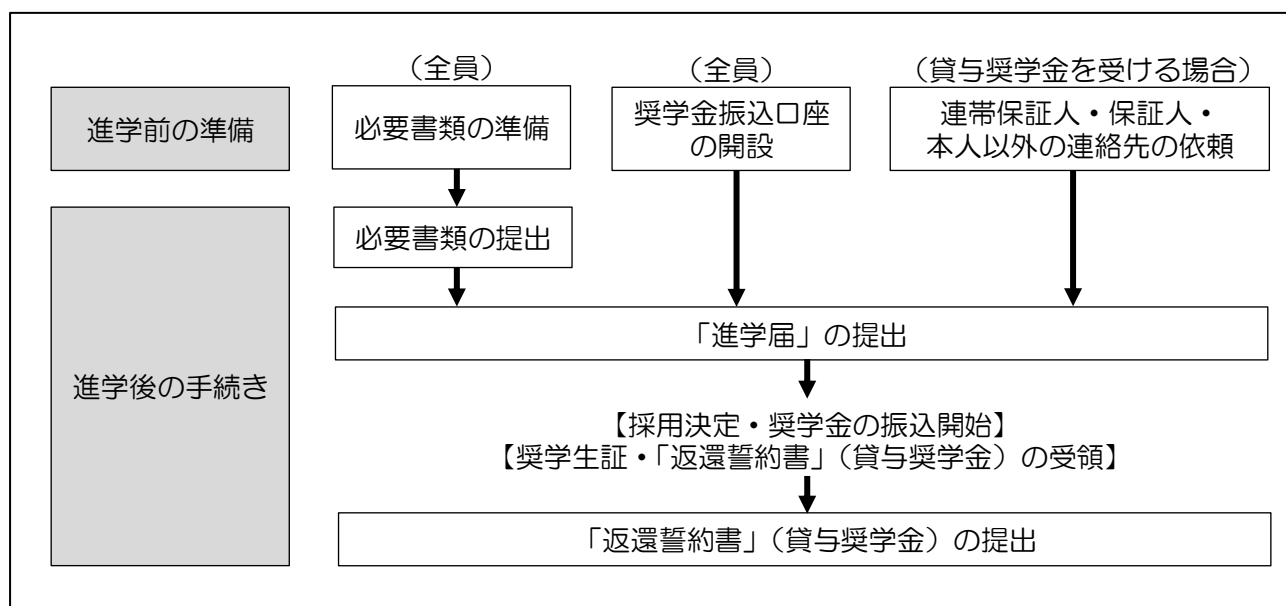 （全員）
（全員）
（貸与奨学金を受ける場合）
進学前の準備
必要書類の準備
奨学金振込口座
の開設
連帯保証人・保証人・
本人以外の連絡先の依頼
進学後の手続き
必要書類の提出
「進学届」の提出
【採用決定・奨学金の振込開始】
【奨学生証・「返還誓約書」（貸与奨学金）の受領】
「返還誓約書」（貸与奨学金）の提出